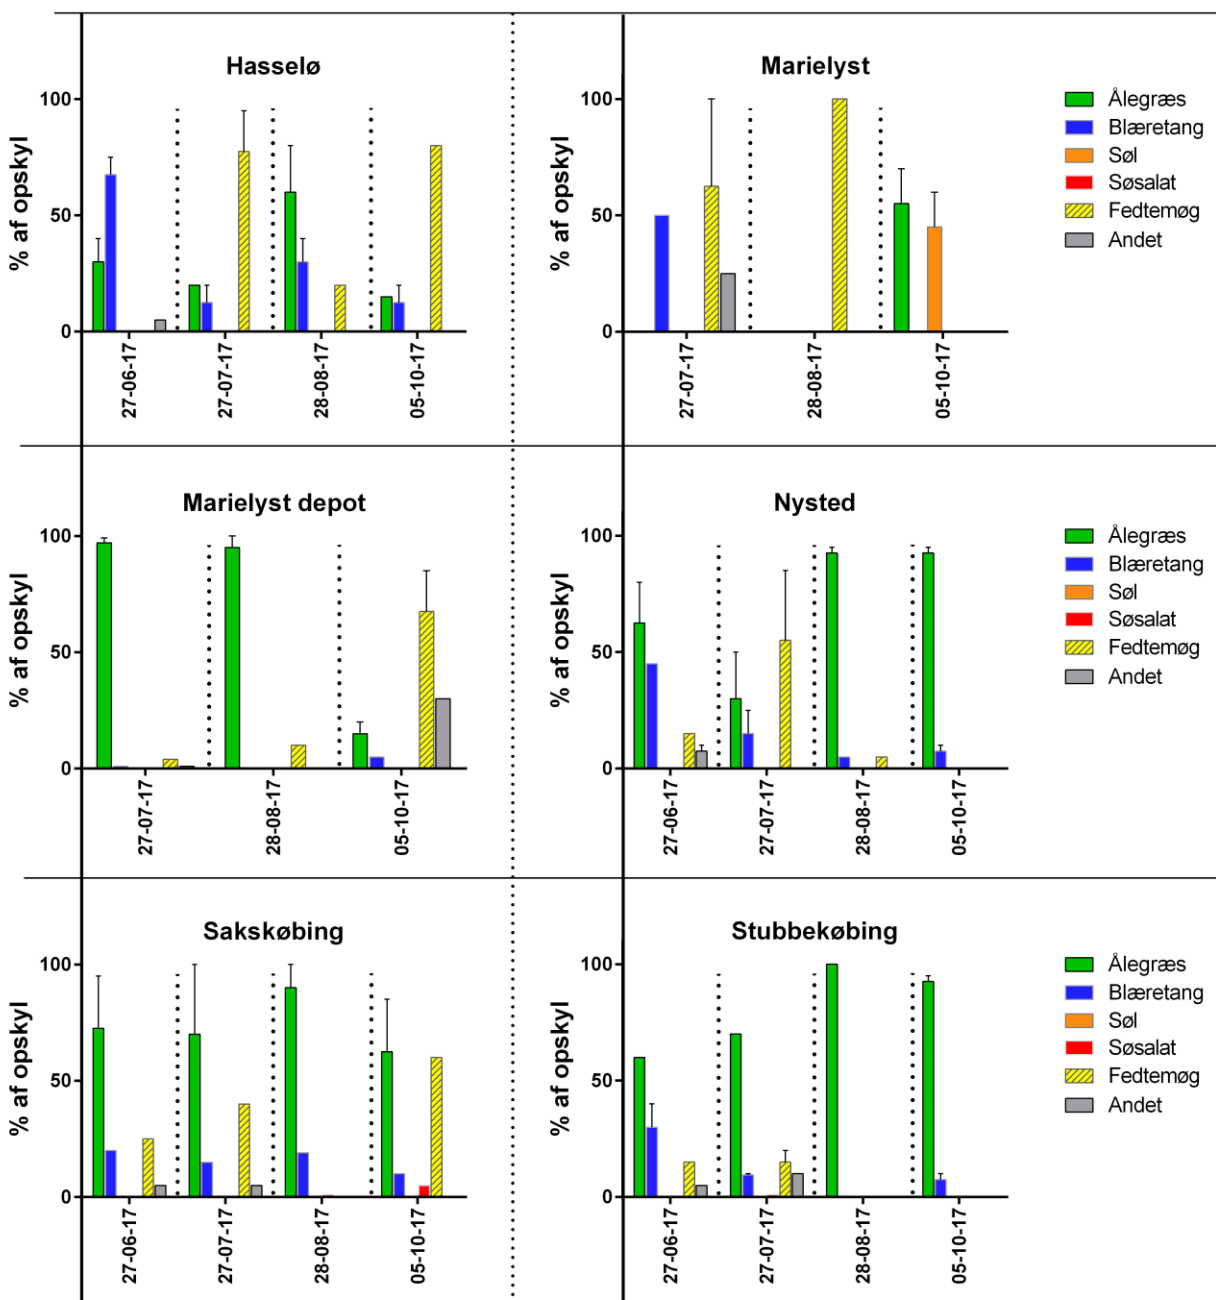 Hasselø
% af opskyl
100
50
0
27-06-17
27-07-17
28-08-17
05-10-17
Marielyst
% af opskyl
100
50
0
27-07-17
28-08-17
05-10-17
Ålegræs
Blæretang
Søl
Søsalat
Fedtemøg
Andet
Marielyst depot
% af opskyl
100
50
0
27-07-17
28-08-17
05-10-17
Nysted
% af opskyl
100
50
0
27-06-17
27-07-17
28-08-17
05-10-17
Ålegræs
Blæretang
Søl
Søsalat
Fedtemøg
Andet
Sakskøbing
% af opskyl
100
50
0
27-06-17
27-07-17
28-08-17
05-10-17
Stubbekøbing
% af opskyl
100
50
0
27-06-17
27-07-17
28-08-17
05-10-17
Ålegræs
Blæretang
Søl
Søsalat
Fedtemøg
Andet